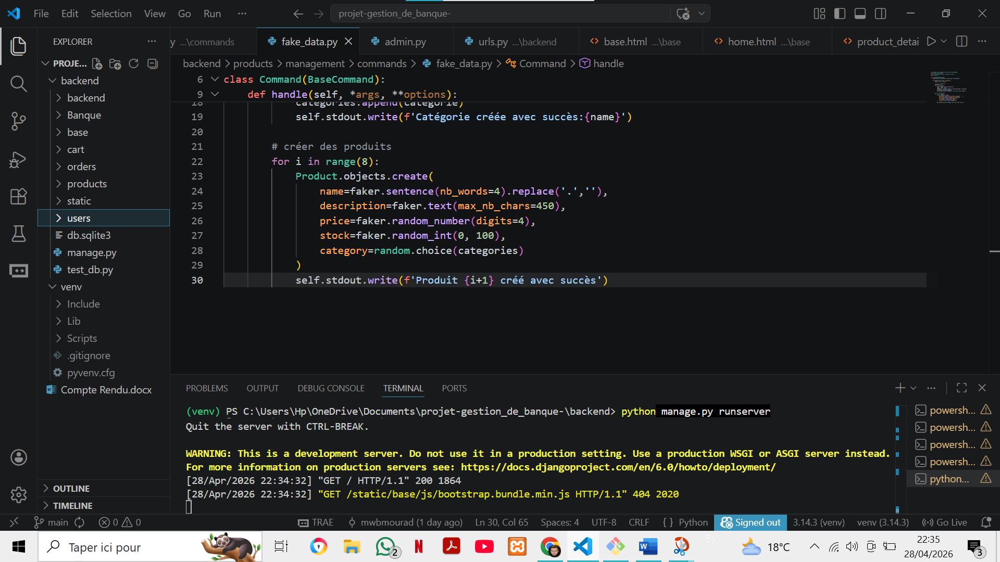 File Edit Selection View Go Run ··· projet-gestion_de_banque-
EXPLORER ···
y ...\commands fake_data.py admin.py urls.py ...\backend base.html ...\base home.html ...\base product_detai
PROJE...
backend > products > management > commands > fake_data.py > Command > handle
backend
backend
Banque
base
cart
orders
products
static
users
db.sqlite3
manage.py
test_db.py
venv
Include
Lib
Scripts
.gitignore
pyvenv.cfg
Compte Rendu.docx
OUTLINE
TIMELINE
6 class Command(BaseCommand):
9 def handle(self, *args, **options):
18 categories.append(categorie)
19 self.stdout.write(f'Catégorie créée avec succès:{name}')
20
21 # créer des produits
22 for i in range(8):
23 Product.objects.create(
24 name=faker.sentence(nb_words=4).replace('.',''),
25 description=faker.text(max_nb_chars=450),
26 price=faker.random_number(digits=4),
27 stock=faker.random_int(0, 100),
28 category=random.choice(categories)
29 )
30 self.stdout.write(f'Produit {i+1} créé avec succès')
PROBLEMS OUTPUT DEBUG CONSOLE TERMINAL PORTS
(venv) PS C:\Users\Hp\OneDrive\Documents\projet-gestion_de_banque-\backend> python manage.py runserver
Quit the server with CTRL-BREAK.
WARNING: This is a development server. Do not use it in a production setting. Use a production WSGI or ASGI server instead.
For more information on production servers see: https://docs.djangoproject.com/en/6.0/howto/deployment/
[28/Apr/2026 22:34:32] "GET / HTTP/1.1" 200 1864
[28/Apr/2026 22:34:32] "GET /static/base/js/bootstrap.bundle.min.js HTTP/1.1" 404 2020
powersh...
powersh...
powersh...
powersh...
python...
main 0 0 TRAE mwbmourad (1 day ago) Ln 30, Col 65 Spaces: 4 UTF-8 CRLF { } Python Signed out 3.14.3 (venv) venv (3.14.3) Go Live
Taper ici pour 2 18°C 22:35
28/04/2026 3